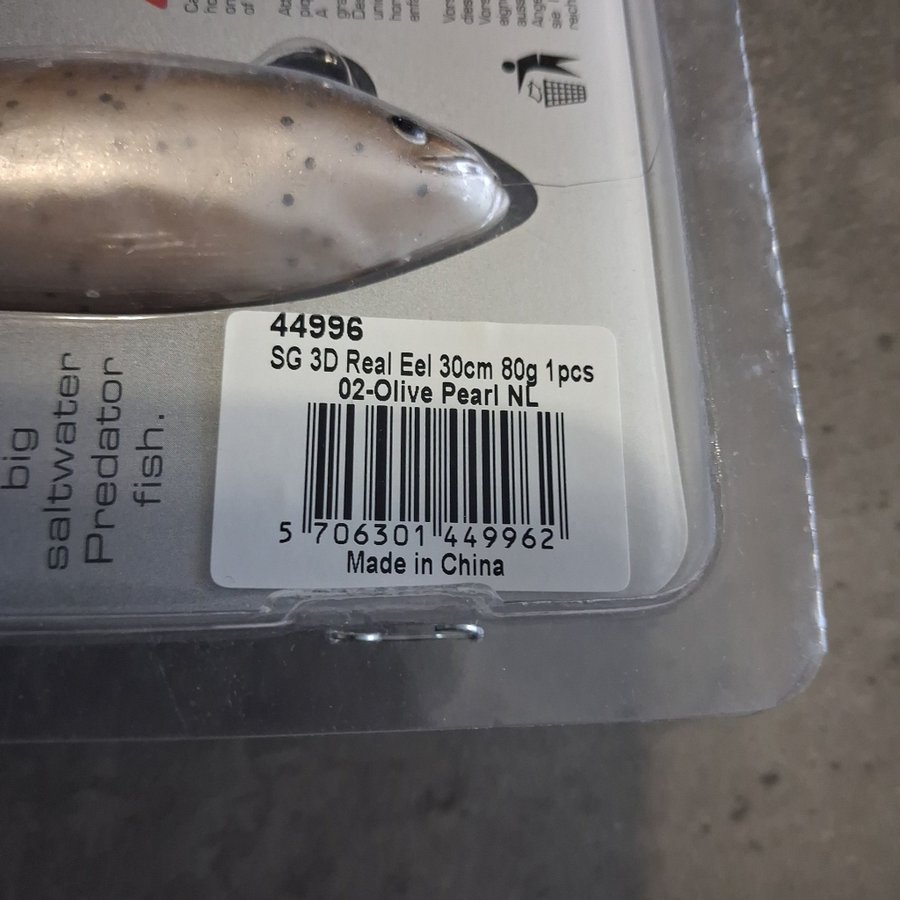 44996
SG 3D Real Eel 30cm 80g 1pcs
02-Olive Pearl NL
5 706301 449962
Made in China
big
saltwater
Predator
fish.